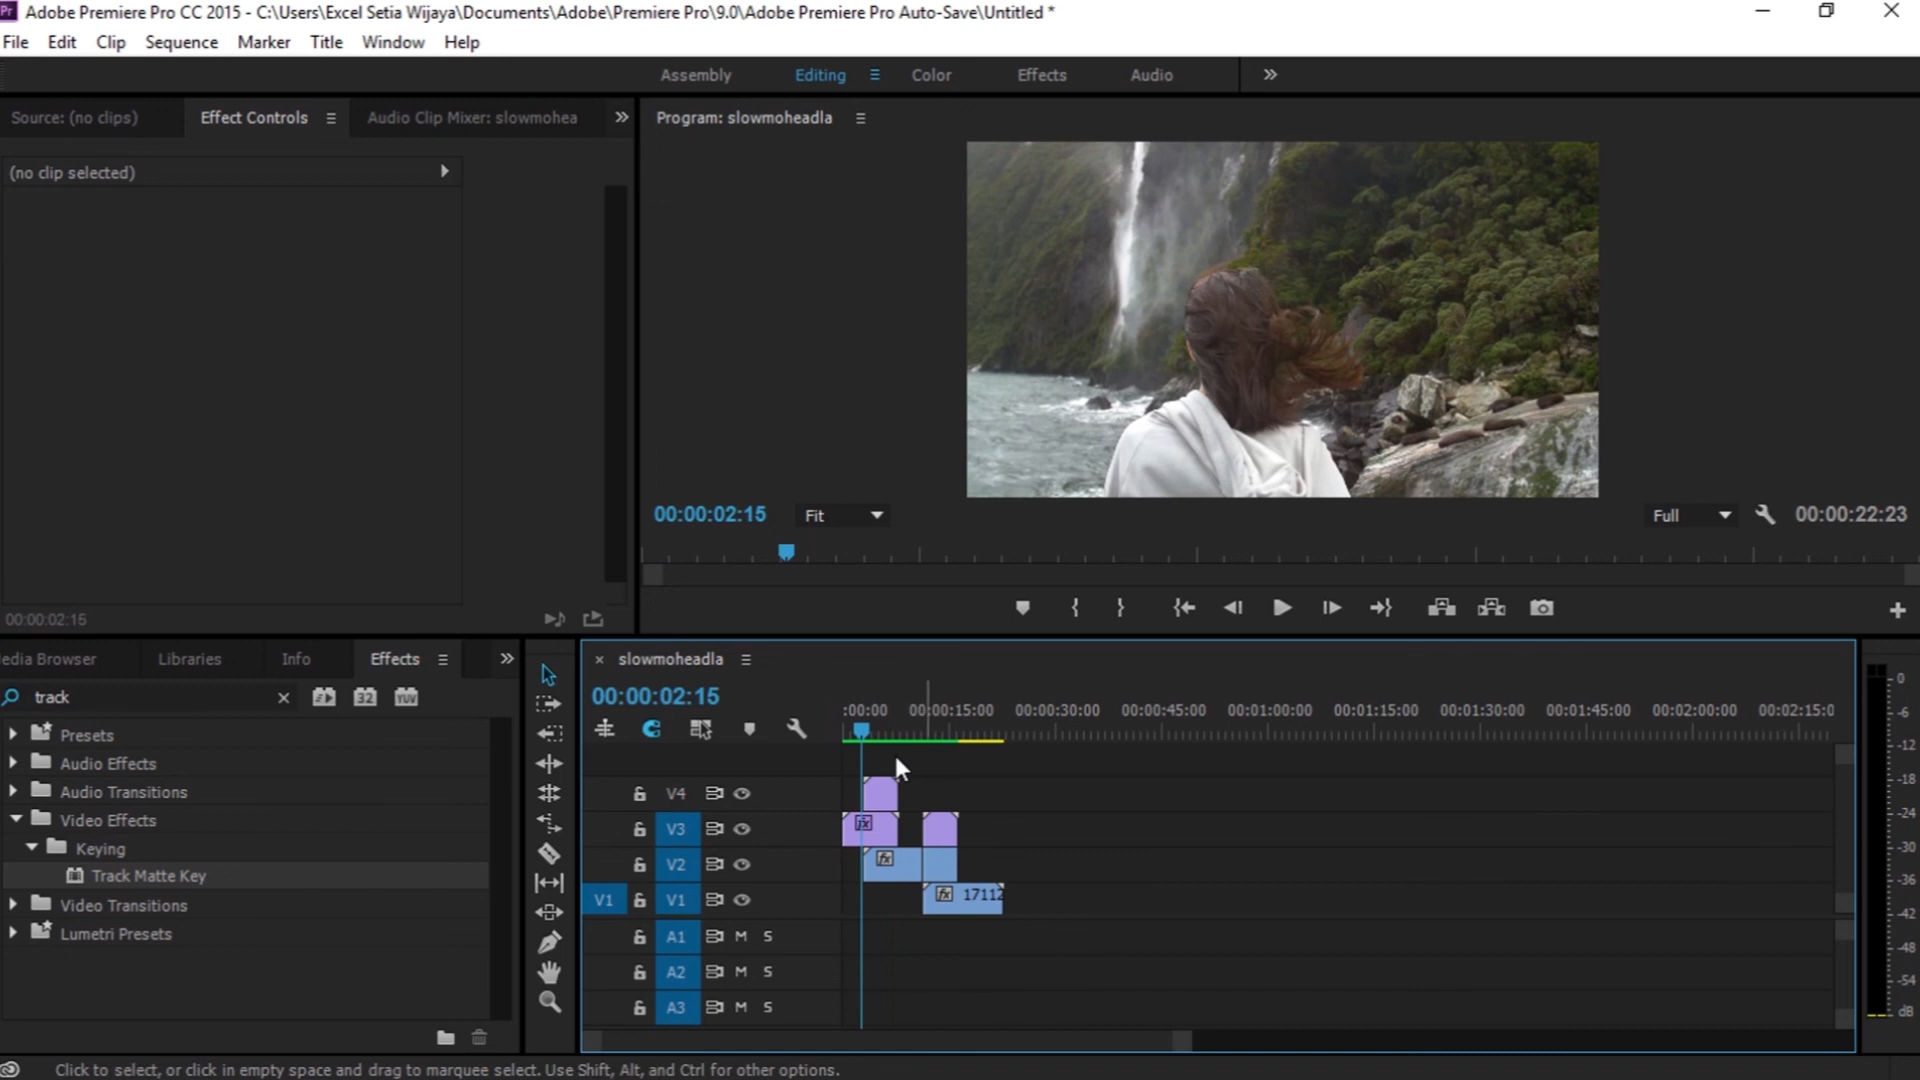 Pr Adobe Premiere Pro CC 2015 - C:\Users\Excel Setia Wijaya\Documents\Adobe\Premiere Pro\9.0\Adobe Premiere Pro Auto-Save\Untitled *
File Edit Clip Sequence Marker Title Window Help
Assembly Editing Color Effects Audio
Source: (no clips) Effect Controls Audio Clip Mixer: slowmohea
Program: slowmoheadla
(no clip selected)
00:00:02:15 Fit Full 00:00:22:23
00:00:02:15
edia Browser Libraries Info Effects
track 32 YUV
Presets
Audio Effects
Audio Transitions
Video Effects
Keying
Track Matte Key
Video Transitions
Lumetri Presets
slowmoheadla
00:00:02:15
:00:00 00:00:15:00 00:00:30:00 00:00:45:00 00:01:00:00 00:01:15:00 00:01:30:00 00:01:45:00 00:02:00:00 00:02:15:0
V4
V3 fx
V2 fx
V1 V1 fx 17112
A1 M S
A2 M S
A3 M S
0
-6
-12
-18
-24
-30
-36
-42
-48
-54
dB
Click to select, or click in empty space and drag to marquee select. Use Shift, Alt, and Ctrl for other options.